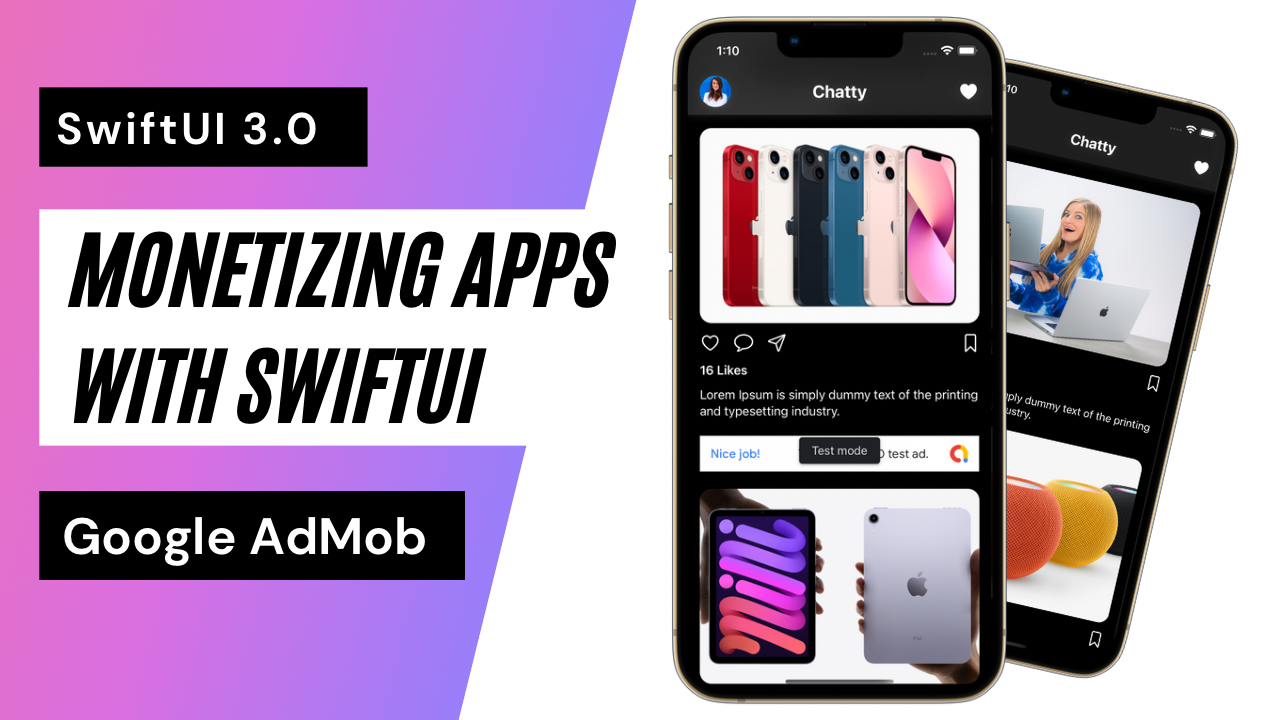 SwiftUI 3.0
MONETIZING APPS
WITH SWIFTUI
Google AdMob
1:10
Chatty
16 Likes
Lorem Ipsum is simply dummy text of the printing
and typesetting industry.
Nice job!
Test mode
test ad.
iPad
:10
Chatty
dummy text of the printing